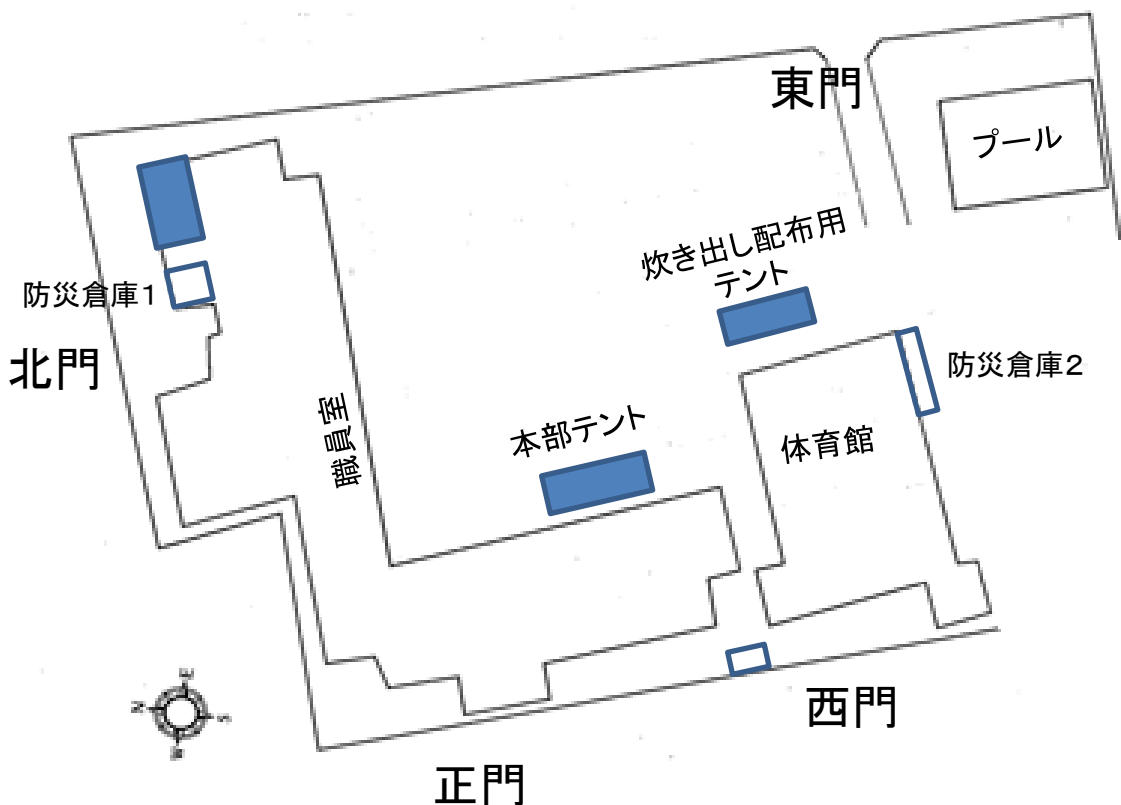 東門
プール
炊き出し配布用
テント
防災倉庫1
北門
防災倉庫2
職員室
本部テント
体育館
西門
正門
N
E
S
W